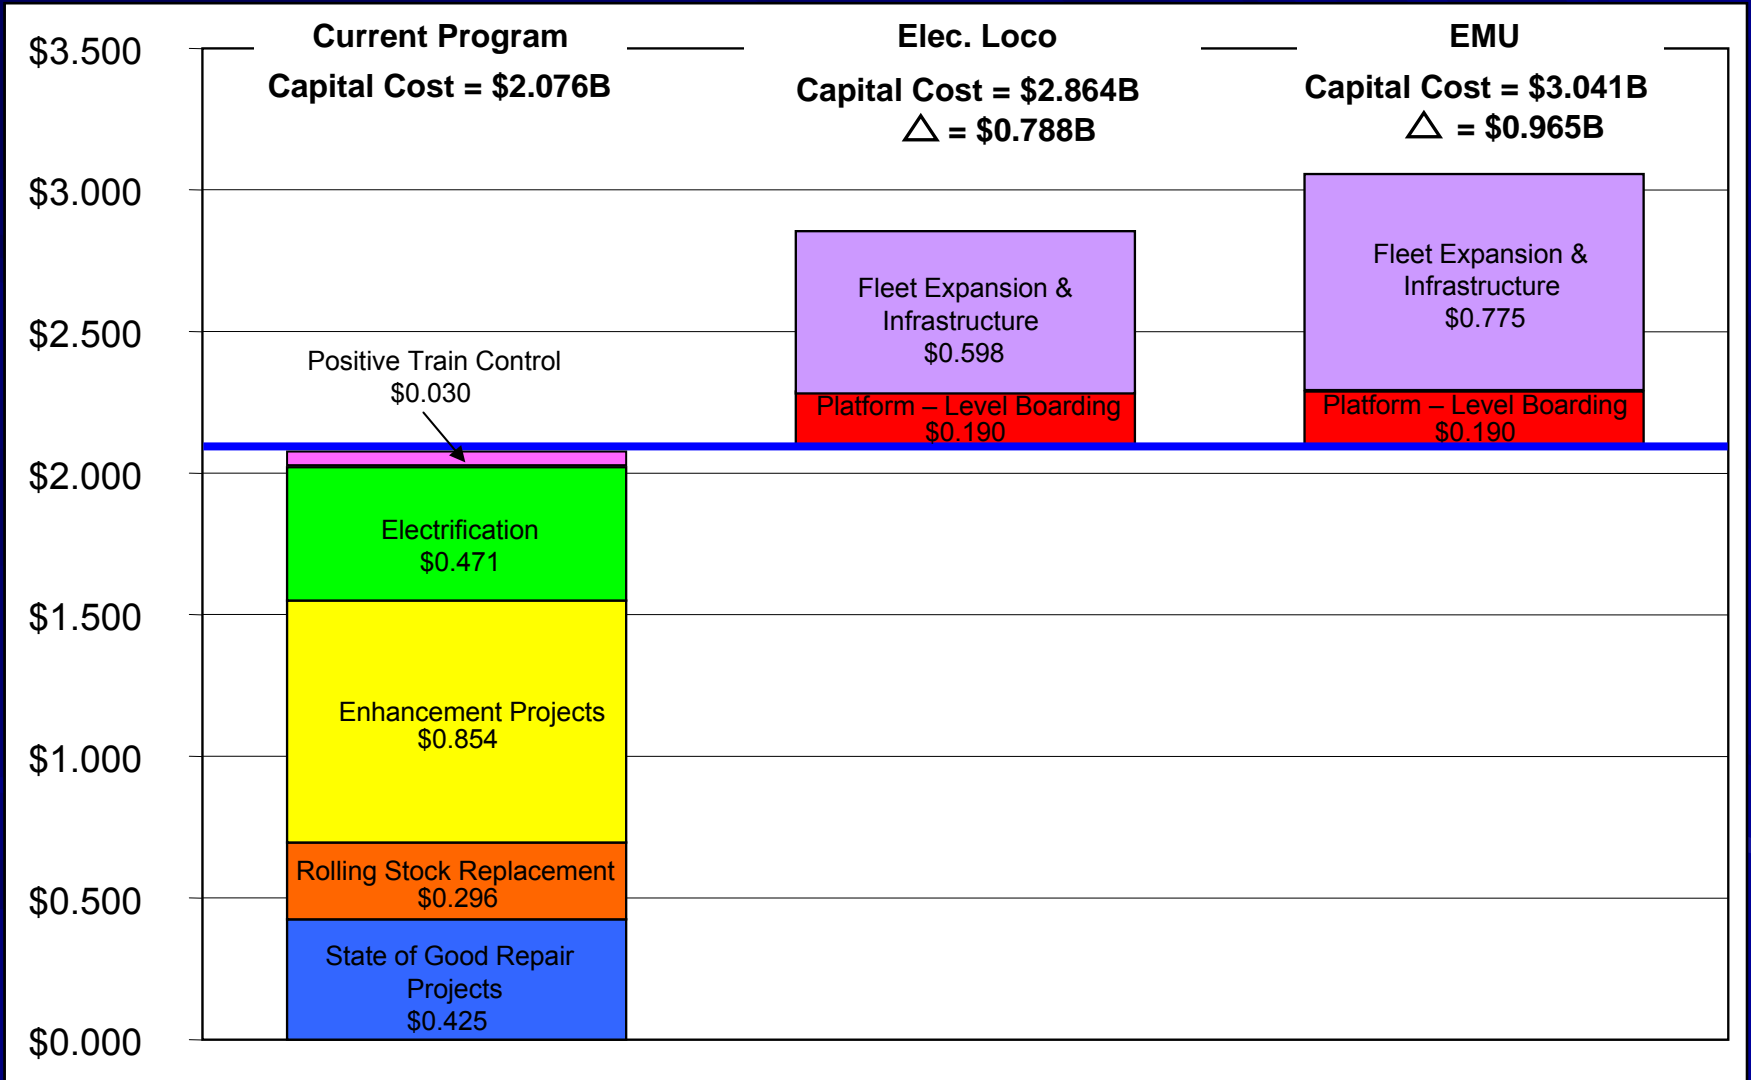 Current Program
Capital Cost = $2.076B
Elec. Loco
Capital Cost = $2.864B
△ = $0.788B
EMU
Capital Cost = $3.041B
△ = $0.965B
$3.500
$3.000
$2.500
$2.000
$1.500
$1.000
$0.500
$0.000
Positive Train Control
$0.030
Electrification
$0.471
Enhancement Projects
$0.854
Rolling Stock Replacement
$0.296
State of Good Repair
Projects
$0.425
Fleet Expansion &
Infrastructure
$0.598
Platform – Level Boarding
$0.190
Fleet Expansion &
Infrastructure
$0.775
Platform – Level Boarding
$0.190